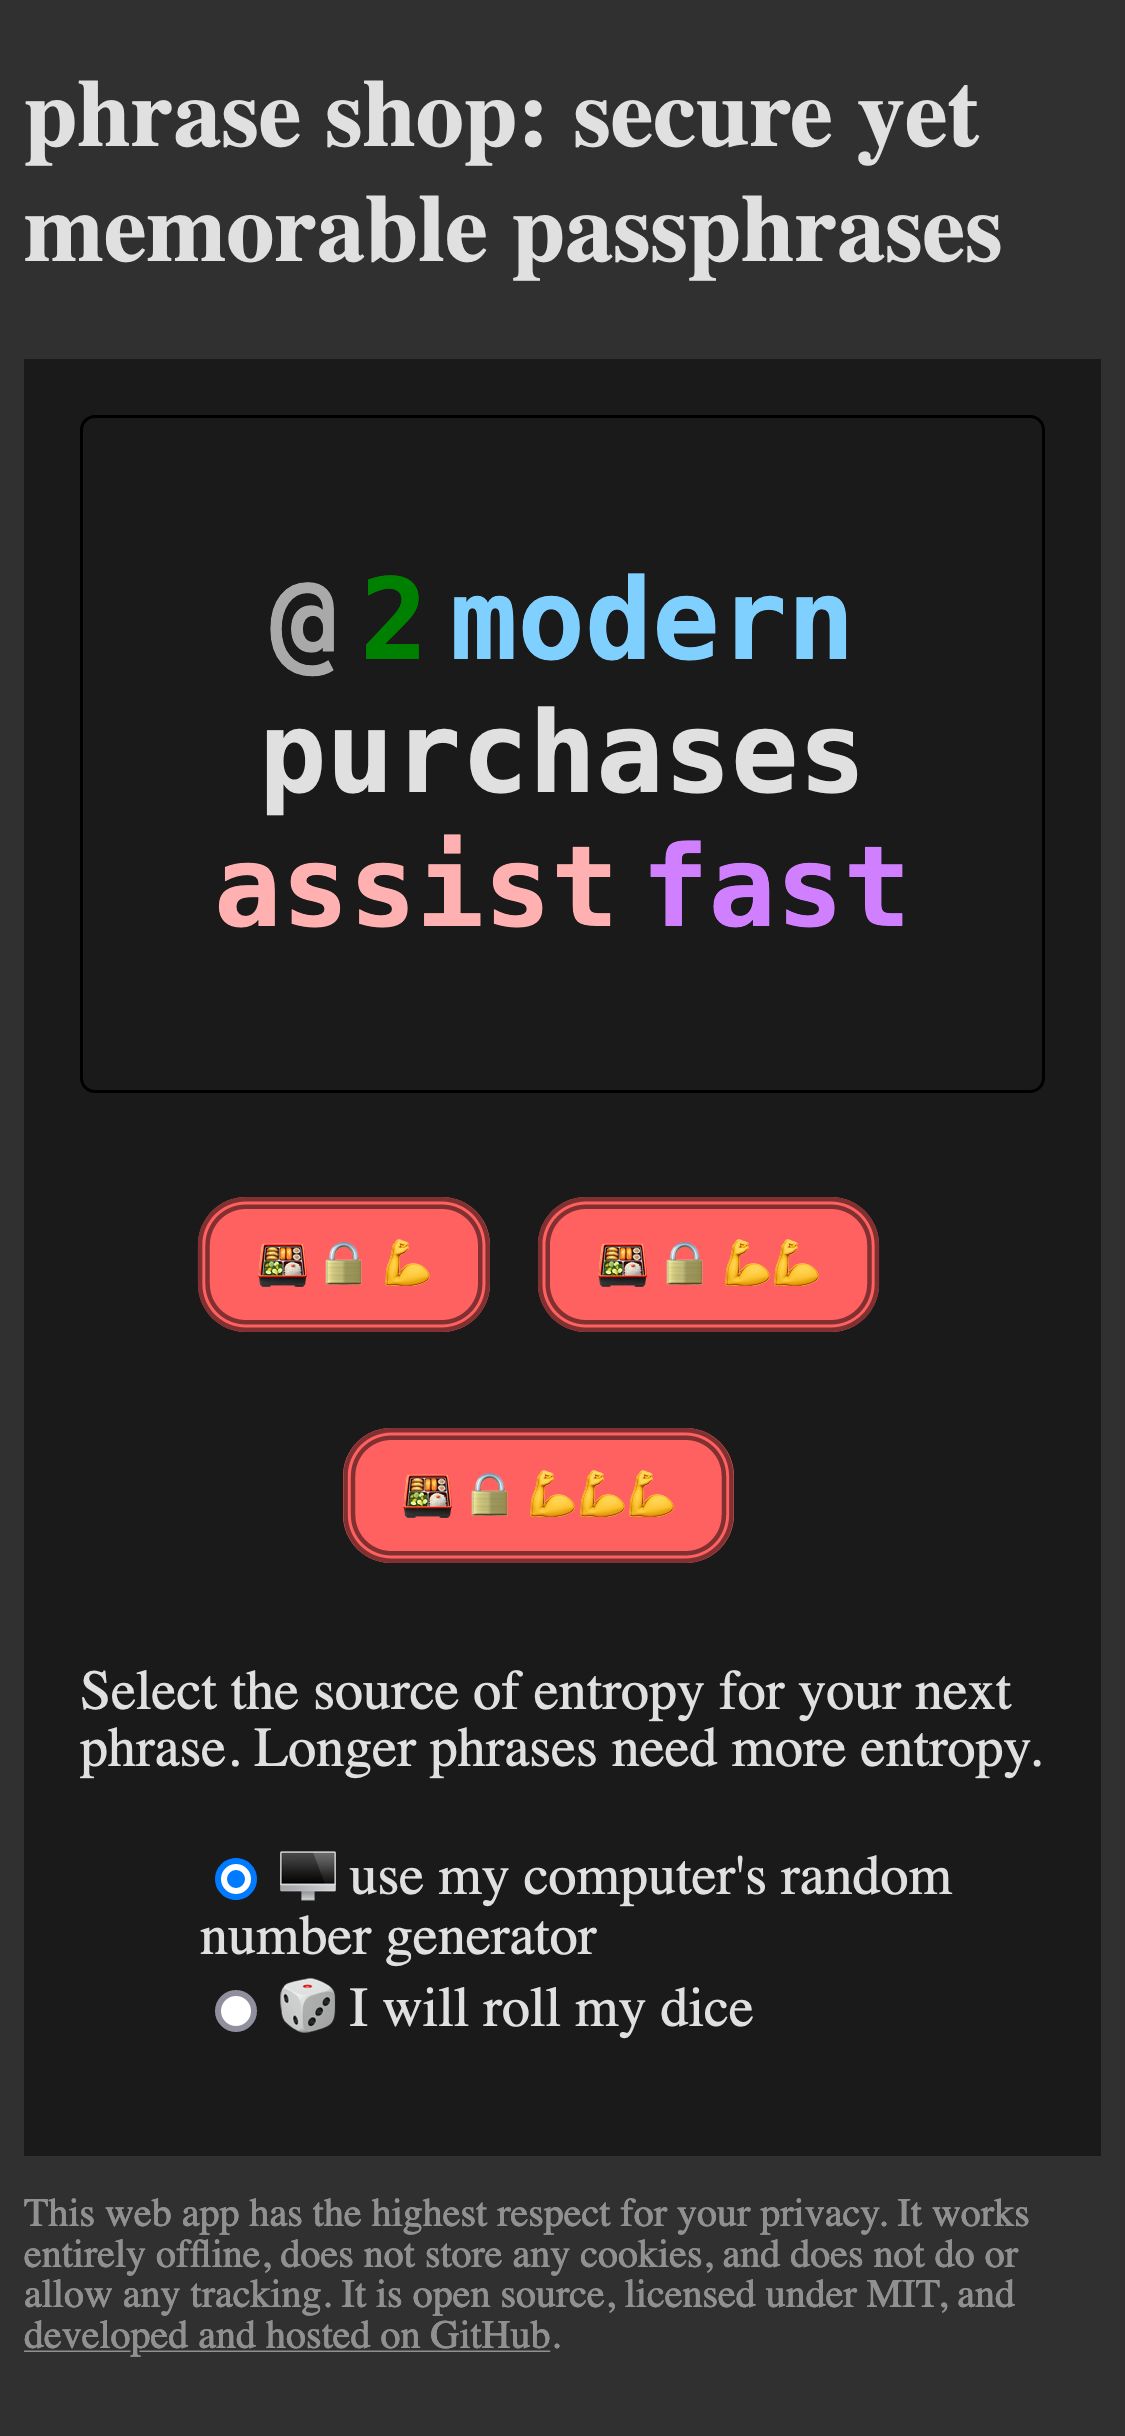 phrase shop: secure yet
memorable passphrases
@ 2 modern
purchases
assist fast
🍱 🔒 💪
🍱 🔒 💪💪
🍱 🔒 💪💪💪
Select the source of entropy for your next
phrase. Longer phrases need more entropy.
🖥️ use my computer's random
number generator
🎲 I will roll my dice
This web app has the highest respect for your privacy. It works
entirely offline, does not store any cookies, and does not do or
allow any tracking. It is open source, licensed under MIT, and
developed and hosted on GitHub.